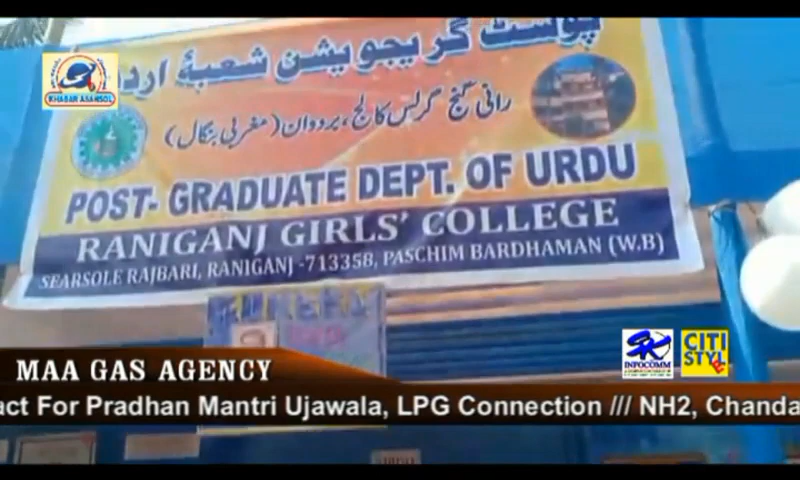 پوسٹ گریجویشن شعبۂ اردو
رانی گنج گرلس کالج، بردوان (مغربی بنگال)
POST- GRADUATE DEPT. OF URDU
RANIGANJ GIRLS' COLLEGE
SEARSOLE RAJBARI, RANIGANJ -713358, PASCHIM BARDHAMAN (W.B)
KHABAR ASANSOL
SK
INFOCOMM
CITI
STYLE
MAA GAS AGENCY
act For Pradhan Mantri Ujawala, LPG Connection /// NH2, Chanda